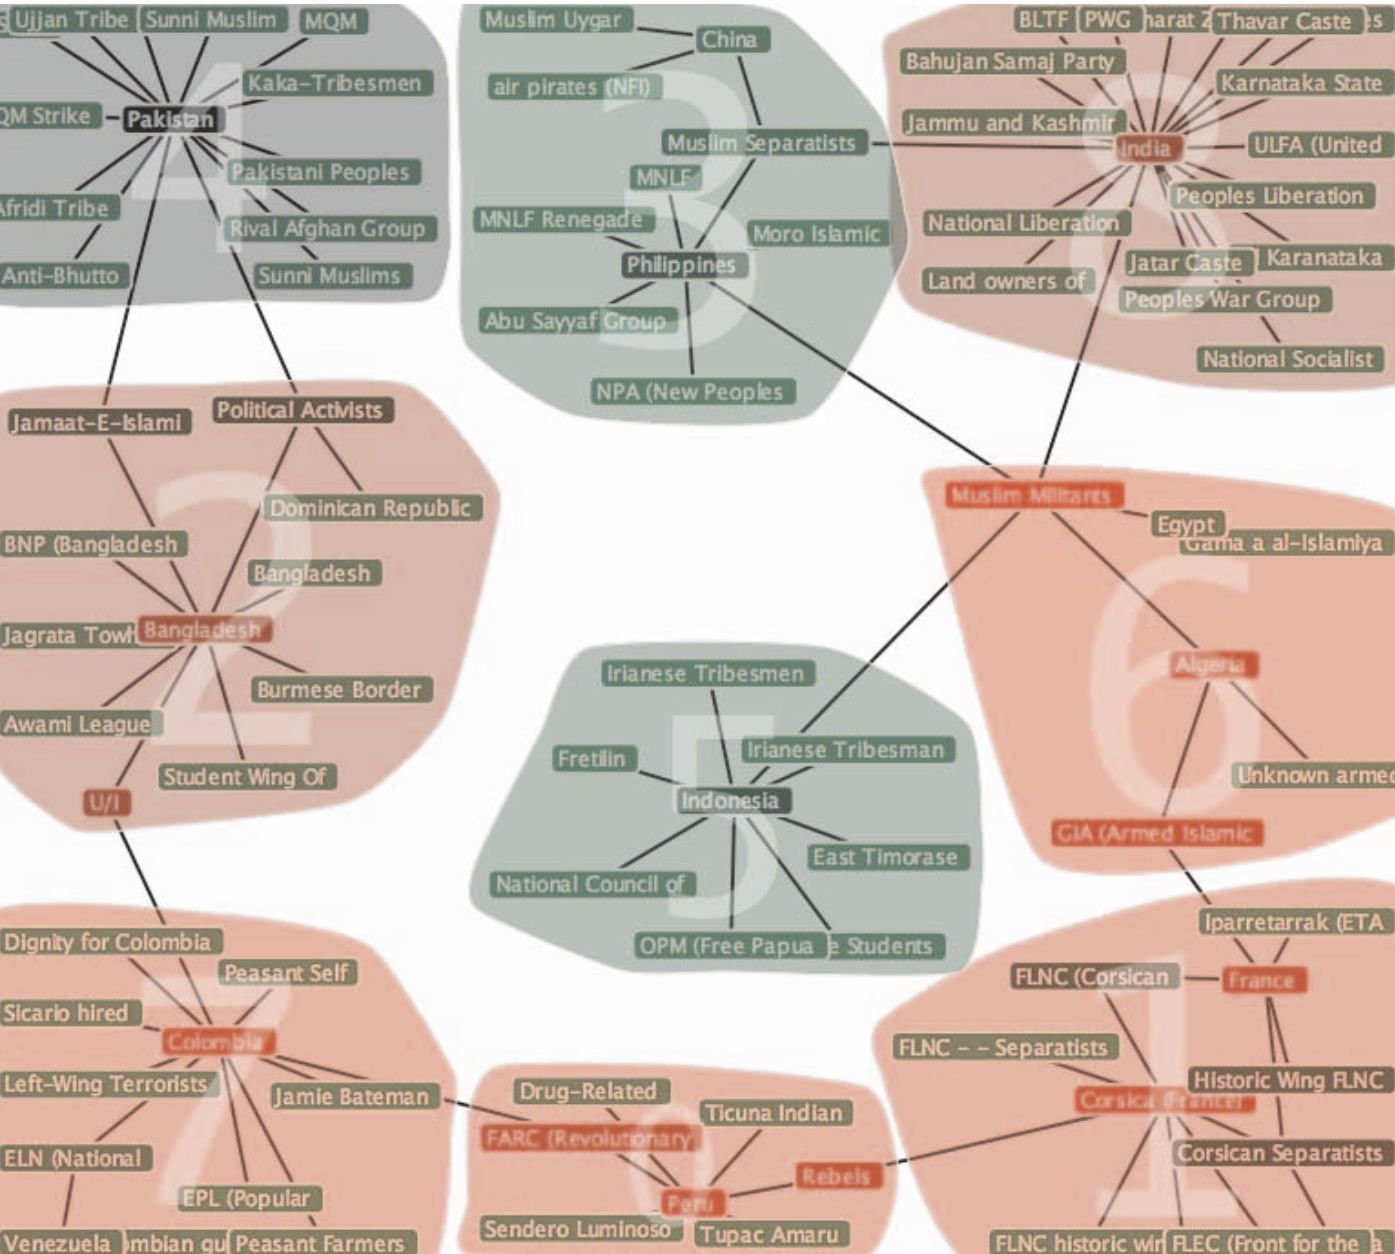 Ujjan Tribe
Sunni Muslim
MQM
Kaka-Tribesmen
QM Strike
Pakistan
Pakistani Peoples
Afridi Tribe
Rival Afghan Group
Anti-Bhutto
Sunni Muslims
4
Muslim Uygar
China
air pirates (NFI)
Muslim Separatists
MNLF
MNLF Renegade
Moro Islamic
Philippines
Abu Sayyaf Group
NPA (New Peoples
3
BLTF
PWG
harat
Thavar Caste
es
Bahujan Samaj Party
Karnataka State
Jammu and Kashmir
India
ULFA (United
Peoples Liberation
National Liberation
Jatar Caste
Karanataka
Land owners of
Peoples War Group
National Socialist
8
Jamaat-E-Islami
Political Activists
Dominican Republic
BNP (Bangladesh
Bangladesh
Jagrata Towh
Bangladesh
Burmese Border
Awami League
Student Wing Of
U/I
2
Muslim Militants
Egypt
Gama a al-Islamiya
Algeria
Unknown armed
GIA (Armed Islamic
6
Irianese Tribesmen
Fretilin
Irianese Tribesman
Indonesia
East Timorase
National Council of
OPM (Free Papua
e Students
5
Dignity for Colombia
Peasant Self
Sicario hired
Colombia
Left-Wing Terrorists
Jamie Bateman
ELN (National
EPL (Popular
Venezuela
mbian gu
Peasant Farmers
7
Drug-Related
Ticuna Indian
FARC (Revolutionary
Rebels
Peru
Sendero Luminoso
Tupac Amaru
0
Iparretarrak (ETA
FLNC (Corsican
France
FLNC - - Separatists
Historic Wing FLNC
Corsica (France)
Corsican Separatists
FLNC historic win
FLEC (Front for the
a
1